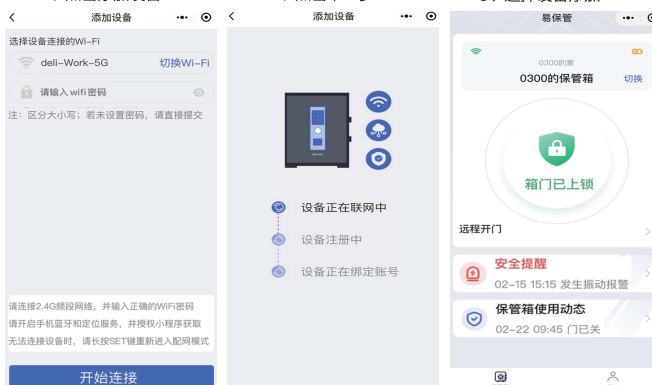 添加设备
选择设备连接的Wi-Fi
deli-Work-5G 切换Wi-Fi
请输入 wifi 密码
注：区分大小写；若未设置密码，请直接提交
请连接2.4G频段网络，并输入正确的WiFi密码
请开启手机蓝牙和定位服务，并授权小程序获取
无法连接设备时，请长按SET键重新进入配网模式
开始连接
添加设备
设备正在联网中
设备注册中
设备正在绑定账号
易保管
0300的家
0300的保管箱 切换
箱门已上锁
远程开门
安全提醒
02-15 15:15 发生振动报警
保管箱使用动态
02-22 09:45 门已关